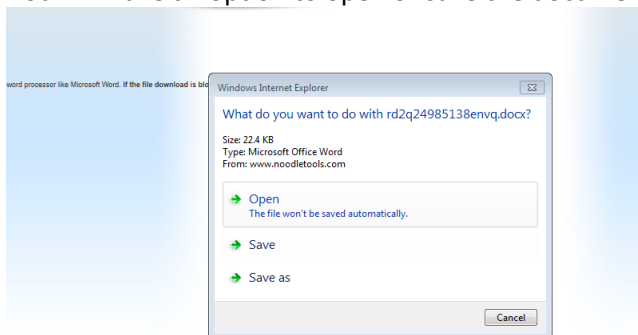 word processor like Microsoft Word. If the file download is blo
Windows Internet Explorer
What do you want to do with rd2q24985138envq.docx?
Size: 22.4 KB
Type: Microsoft Office Word
From: www.noodletools.com
Open
The file won't be saved automatically.
Save
Save as
Cancel